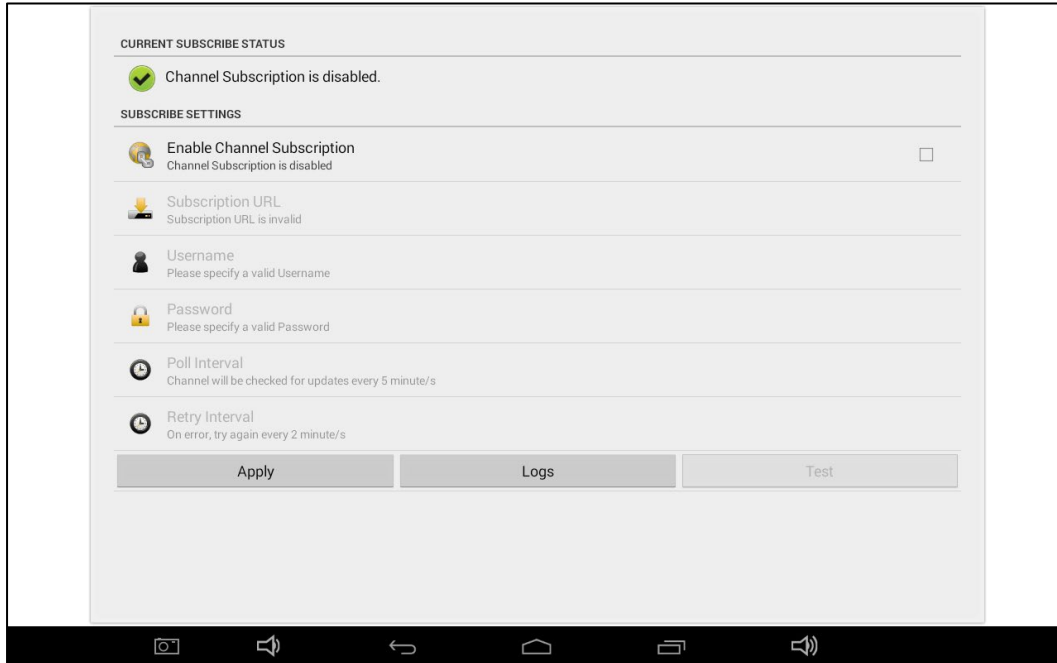 CURRENT SUBSCRIBE STATUS
Channel Subscription is disabled.
SUBSCRIBE SETTINGS
Enable Channel Subscription
Channel Subscription is disabled
Subscription URL
Subscription URL is invalid
Username
Please specify a valid Username
Password
Please specify a valid Password
Poll Interval
Channel will be checked for updates every 5 minute/s
Retry Interval
On error, try again every 2 minute/s
Apply
Logs
Test